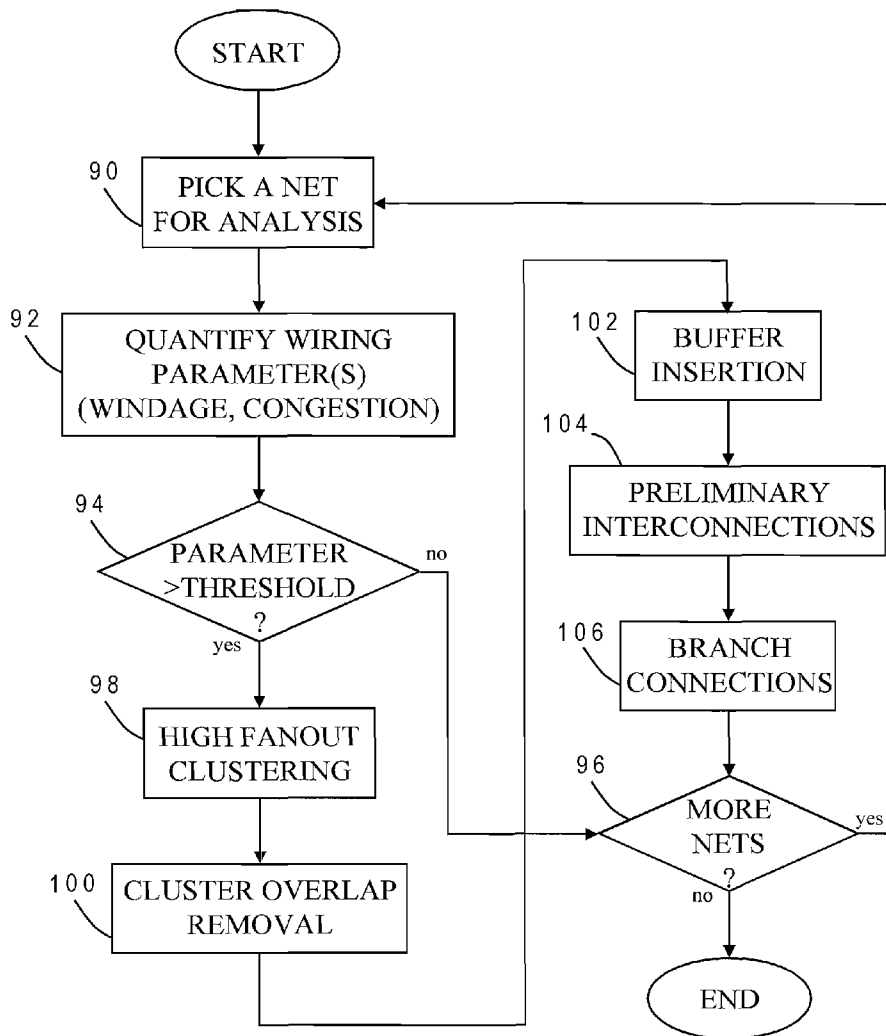 START
90
PICK A NET
FOR ANALYSIS
92
QUANTIFY WIRING
PARAMETER(S)
(WINDAGE, CONGESTION)
94
PARAMETER
>THRESHOLD
?
no
yes
98
HIGH FANOUT
CLUSTERING
100
CLUSTER OVERLAP
REMOVAL
102
BUFFER
INSERTION
104
PRELIMINARY
INTERCONNECTIONS
106
BRANCH
CONNECTIONS
96
MORE
NETS
?
yes
no
END